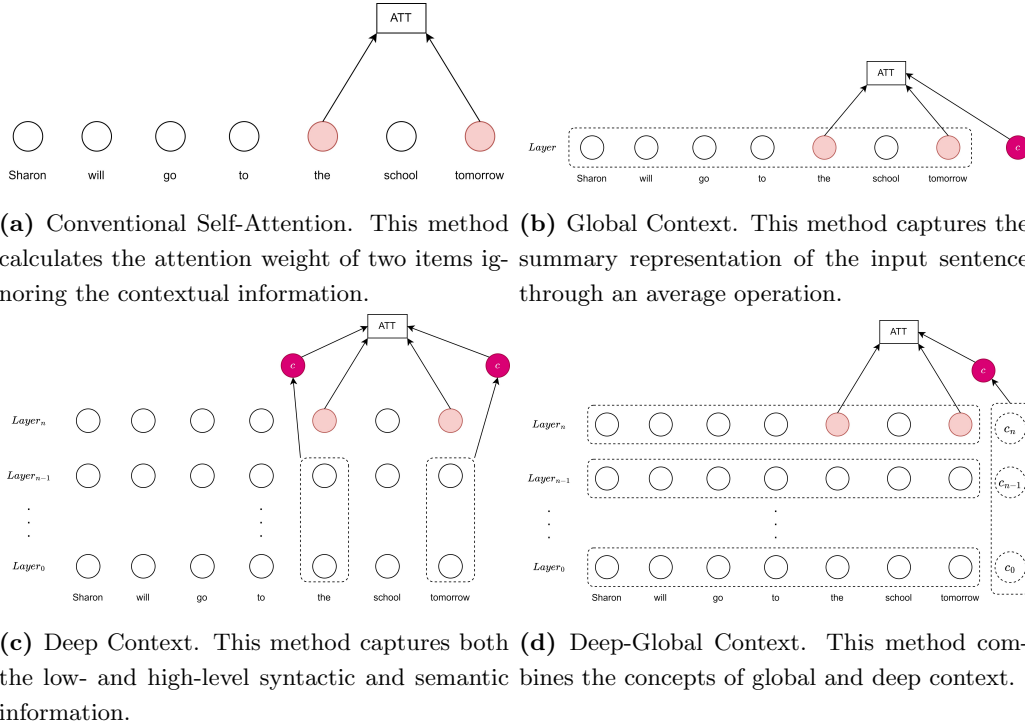 ATT
Sharon will go to the school tomorrow
(a) Conventional Self-Attention. This method
calculates the attention weight of two items ig-
noring the contextual information.
ATT
Layer c
Sharon will go to the school tomorrow
(b) Global Context. This method captures the
summary representation of the input sentence
through an average operation.
ATT
c c
Layer_n
Layer_{n-1}
. .
. .
. .
Layer_0
Sharon will go to the school tomorrow
(c) Deep Context. This method captures both
the low- and high-level syntactic and semantic
information.
ATT
c
Layer_n c_n
Layer_{n-1} c_{n-1}
. .
. .
. .
Layer_0 c_0
Sharon will go to the school tomorrow
(d) Deep-Global Context. This method com-
bines the concepts of global and deep context.